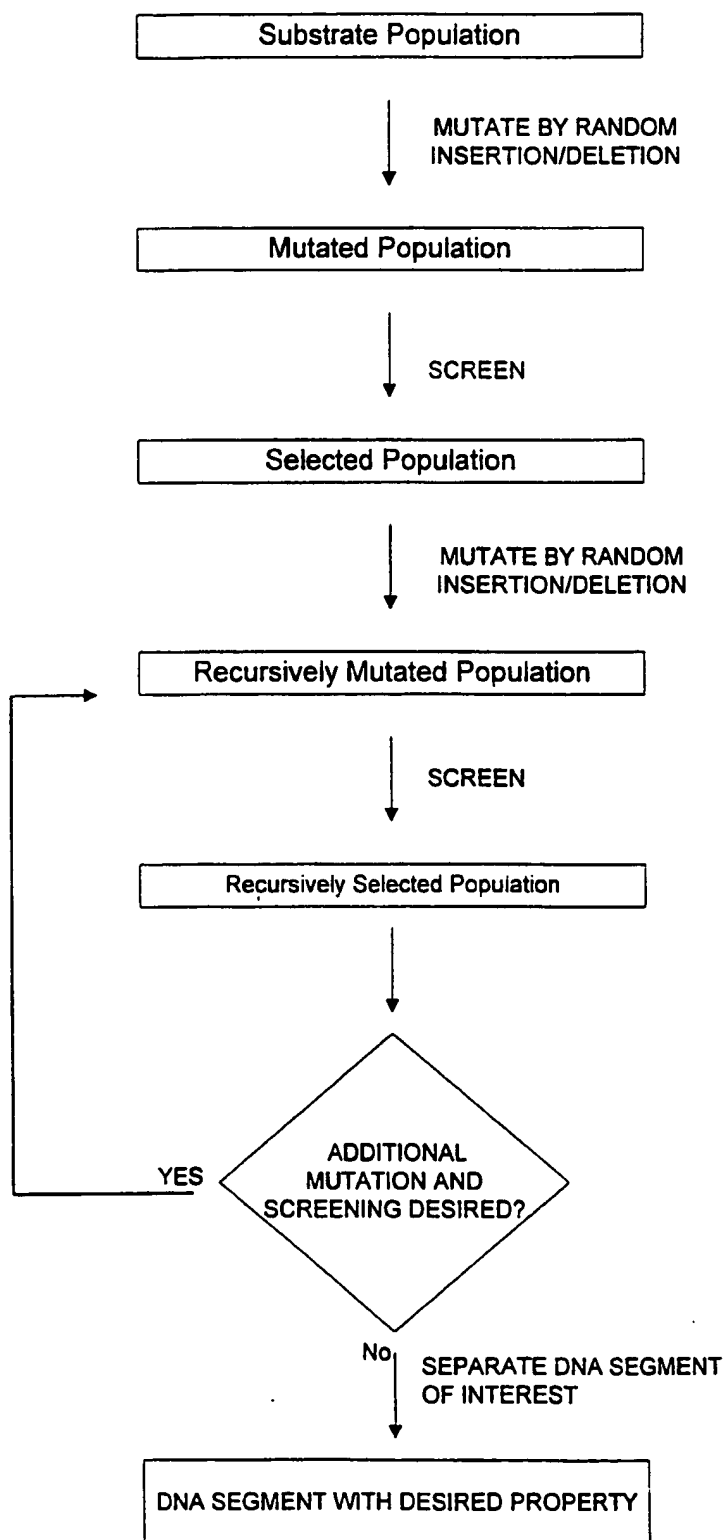 Substrate Population
MUTATE BY RANDOM
INSERTION/DELETION
Mutated Population
SCREEN
Selected Population
MUTATE BY RANDOM
INSERTION/DELETION
Recursively Mutated Population
SCREEN
Recursively Selected Population
ADDITIONAL
MUTATION AND
SCREENING DESIRED?
YES
No
SEPARATE DNA SEGMENT
OF INTEREST
DNA SEGMENT WITH DESIRED PROPERTY